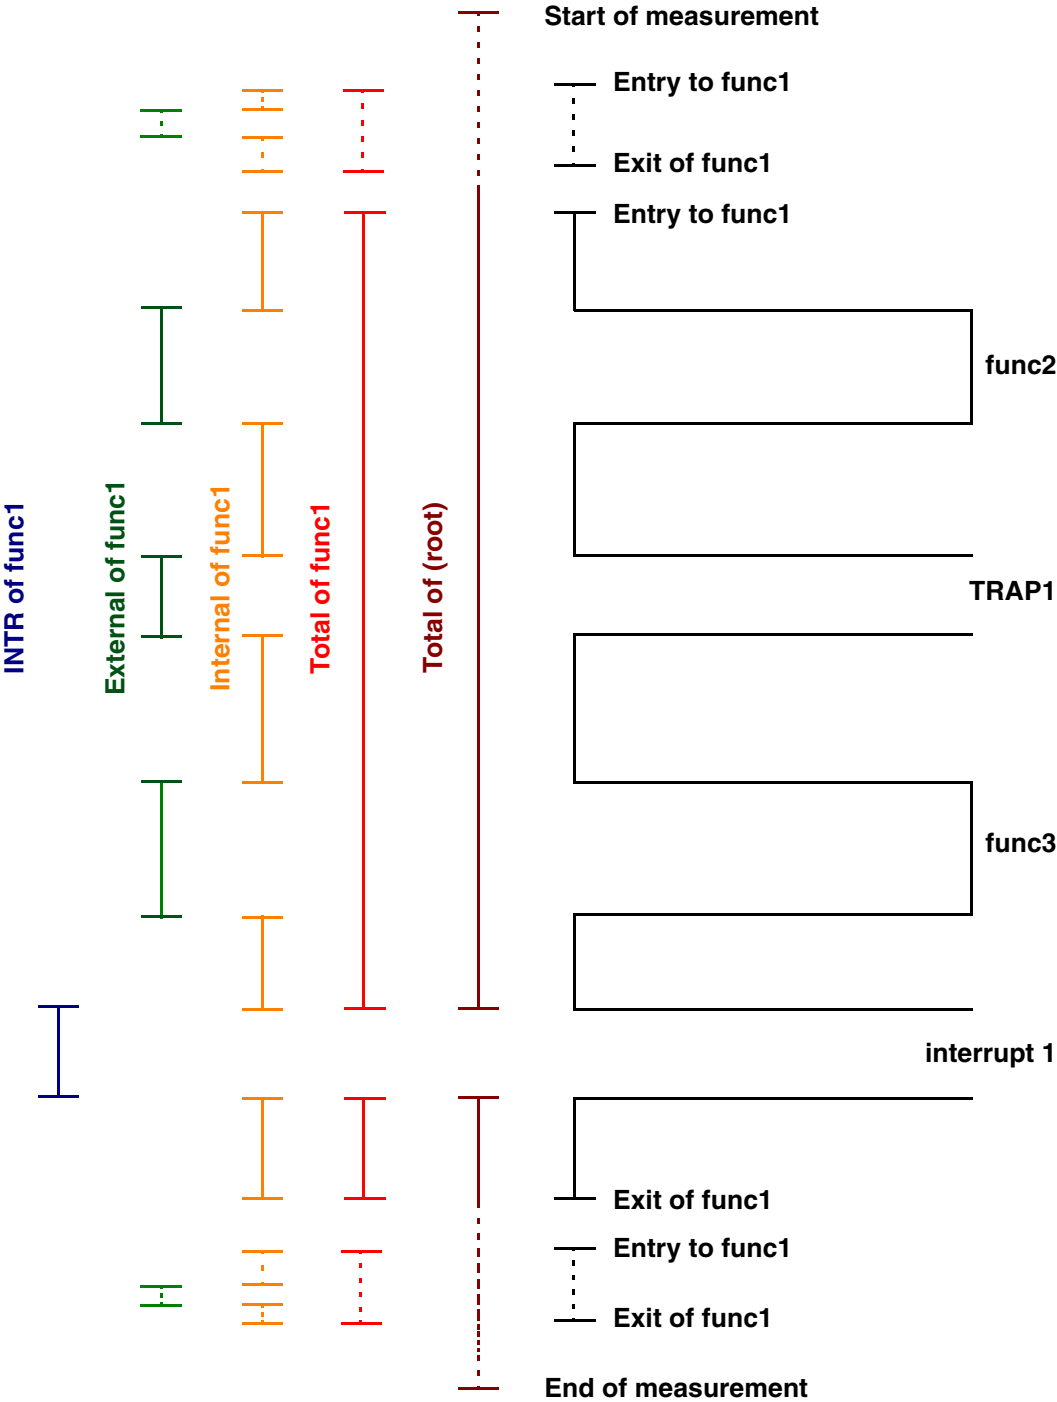 Start of measurement
Entry to func1
Exit of func1
Entry to func1
func2
INTR of func1
External of func1
Internal of func1
Total of func1
Total of (root)
TRAP1
func3
interrupt 1
Exit of func1
Entry to func1
Exit of func1
End of measurement